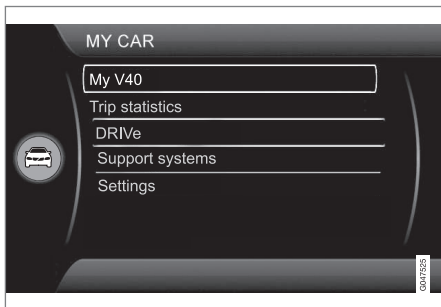 MY CAR
My V40
Trip statistics
DRIVe
Support systems
Settings
G047525